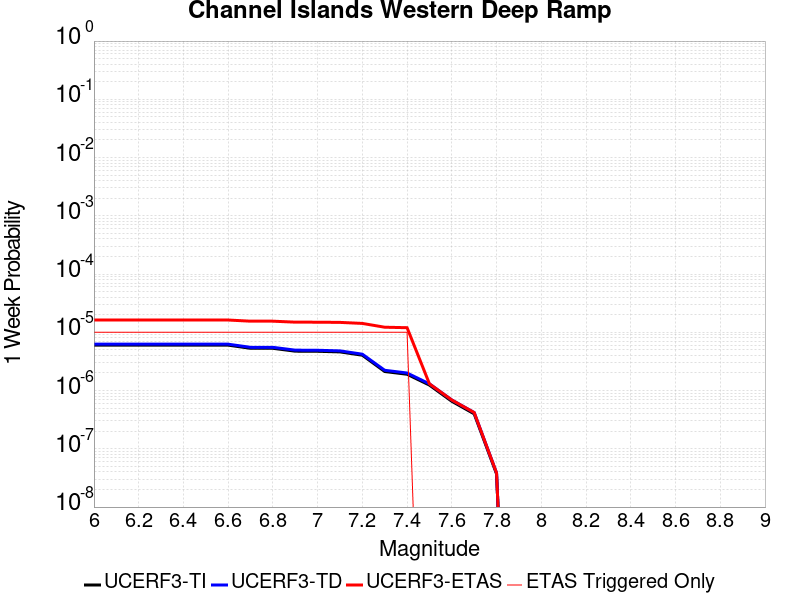 Channel Islands Western Deep Ramp
10^0
10^-1
10^-2
10^-3
10^-4
10^-5
10^-6
10^-7
10^-8
1 Week Probability
6 6.2 6.4 6.6 6.8 7 7.2 7.4 7.6 7.8 8 8.2 8.4 8.6 8.8 9
Magnitude
UCERF3-TI UCERF3-TD UCERF3-ETAS ETAS Triggered Only